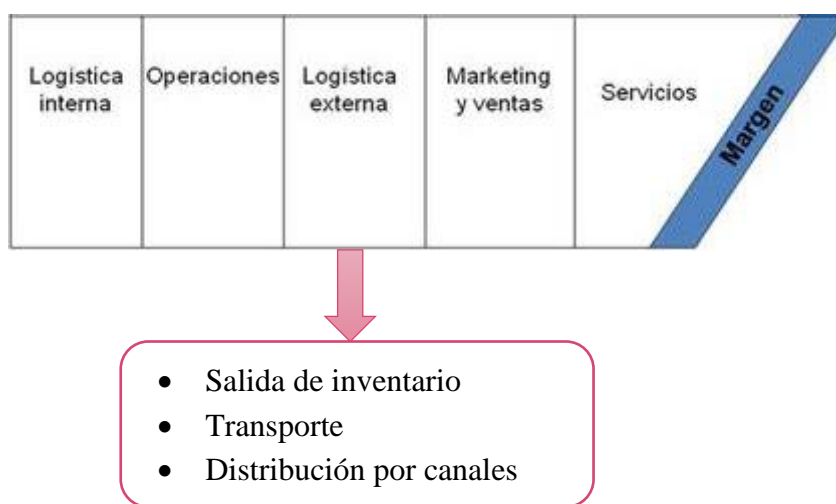 Logística
interna
Operaciones
Logística
externa
Marketing
y ventas
Servicios
Margen
• Salida de inventario
• Transporte
• Distribución por canales